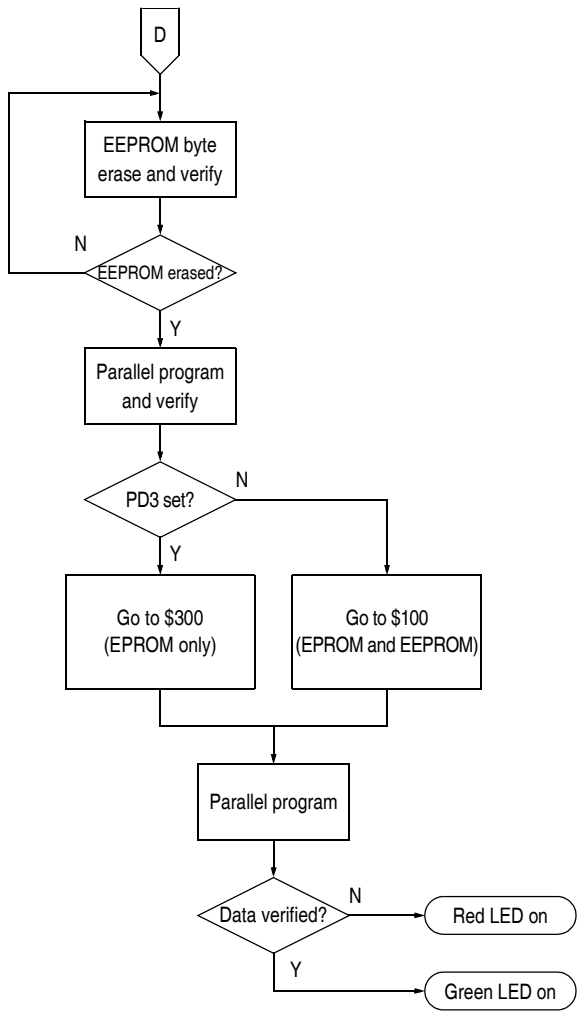 D
EEPROM byte
erase and verify
N
EEPROM erased?
Y
Parallel program
and verify
PD3 set?
N
Y
Go to $300
(EPROM only)
Go to $100
(EPROM and EEPROM)
Parallel program
Data verified?
N
Red LED on
Y
Green LED on